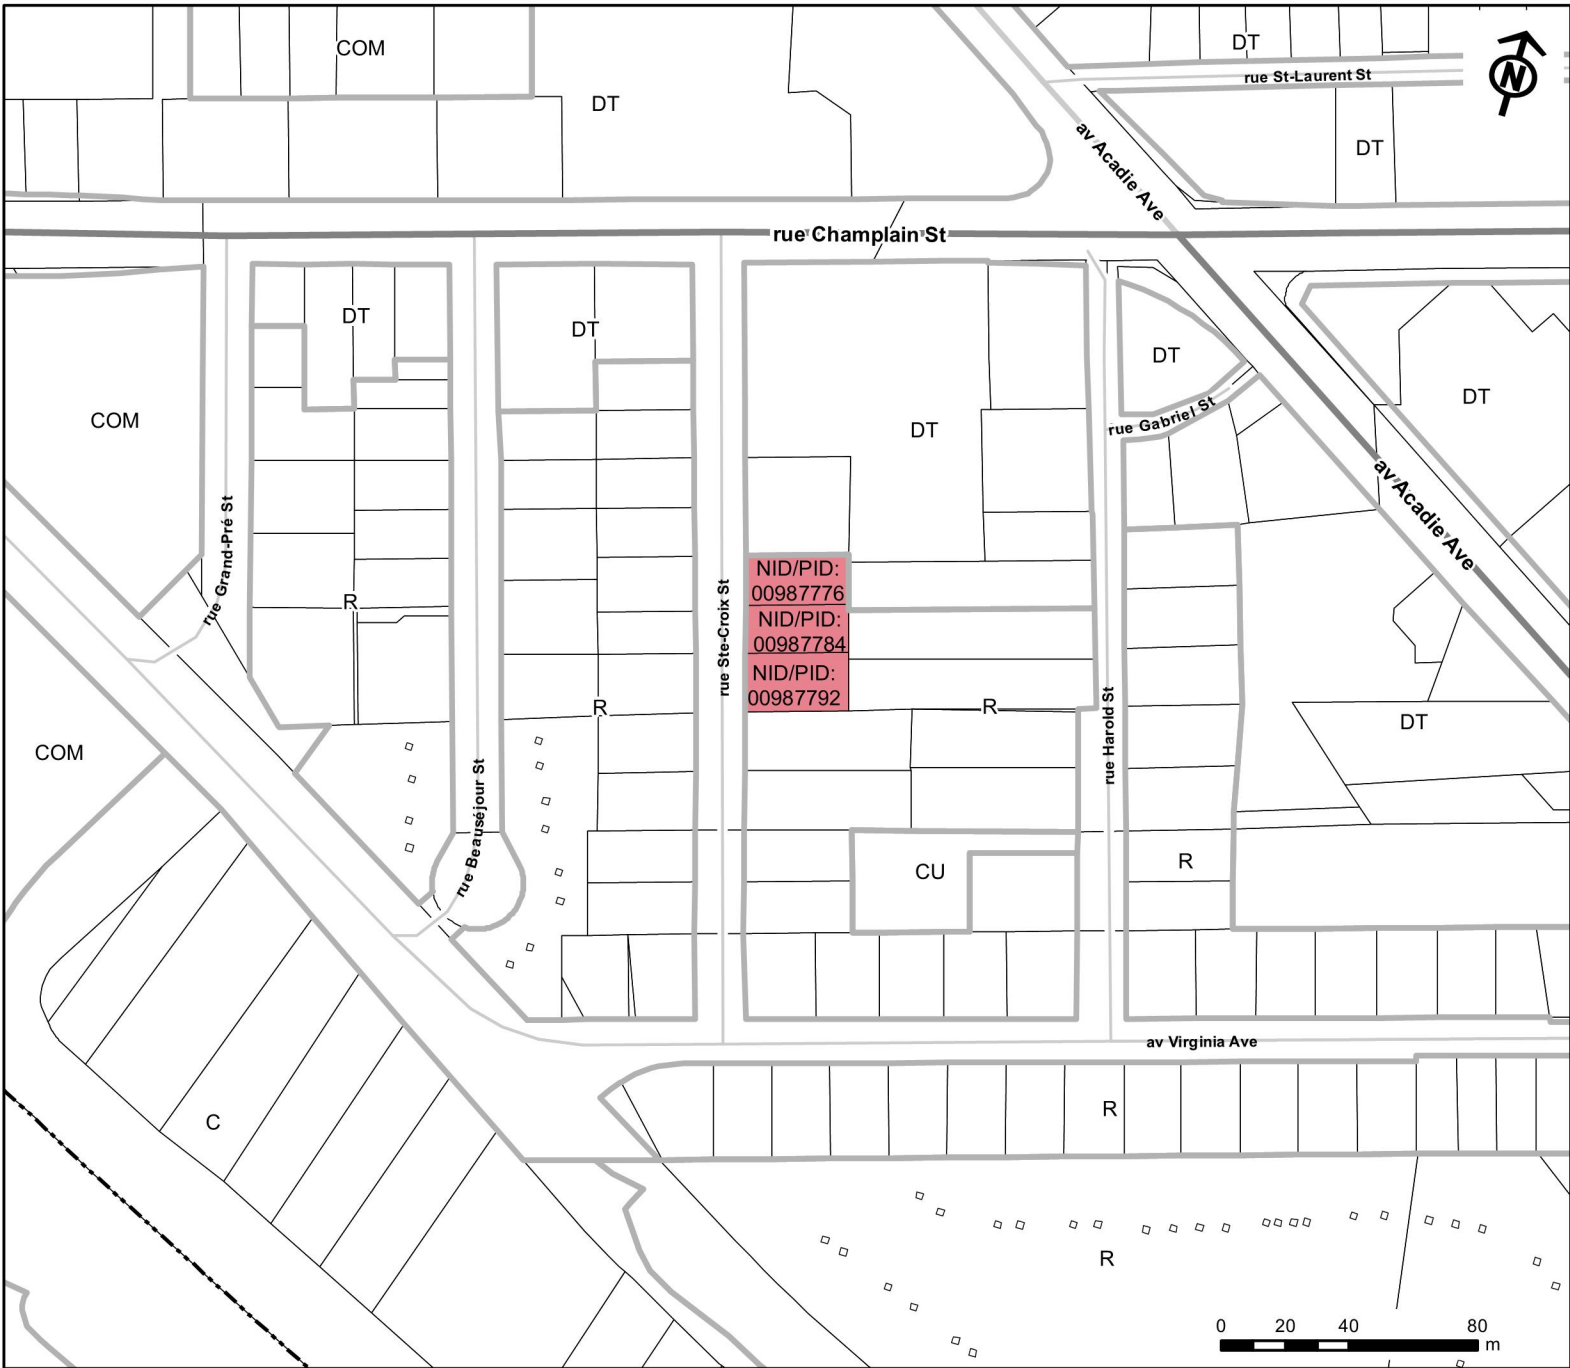 COM
DT
DT
rue St-Laurent St
N
DT
av Acadie Ave
rue Champlain St
DT
DT
DT
DT
COM
DT
rue Gabriel St
DT
av Acadie Ave
rue Grand-Pré St
R
NID/PID:
00987776
NID/PID:
00987784
NID/PID:
00987792
rue Ste-Croix St
R
R
rue Harold St
DT
COM
rue Beauséjour St
CU
R
av Virginia Ave
C
R
R
0 20 40 80
m